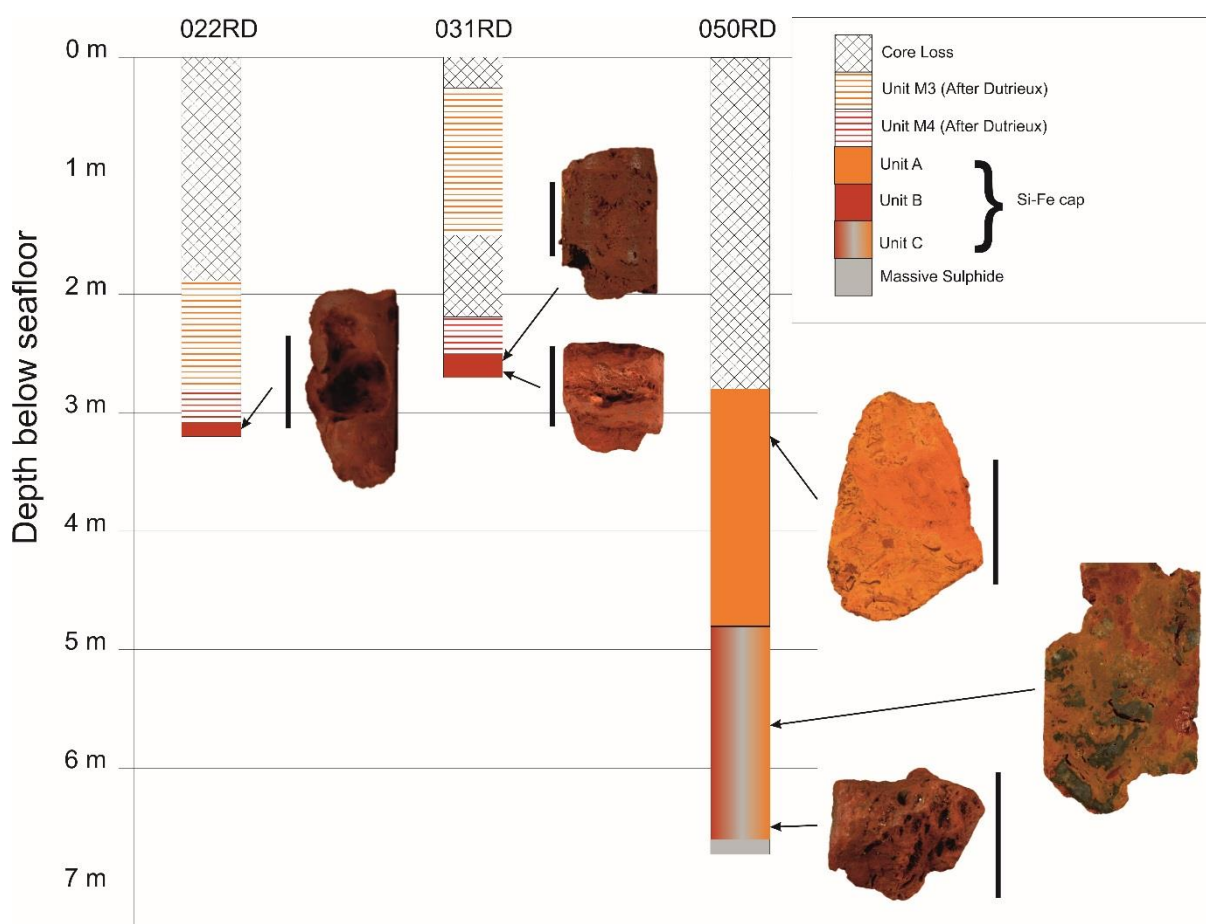 022RD
031RD
050RD
0 m
1 m
2 m
3 m
4 m
5 m
6 m
7 m
Depth below seafloor
Core Loss
Unit M3 (After Dutrieux)
Unit M4 (After Dutrieux)
Unit A
Unit B
Unit C
Si-Fe cap
Massive Sulphide